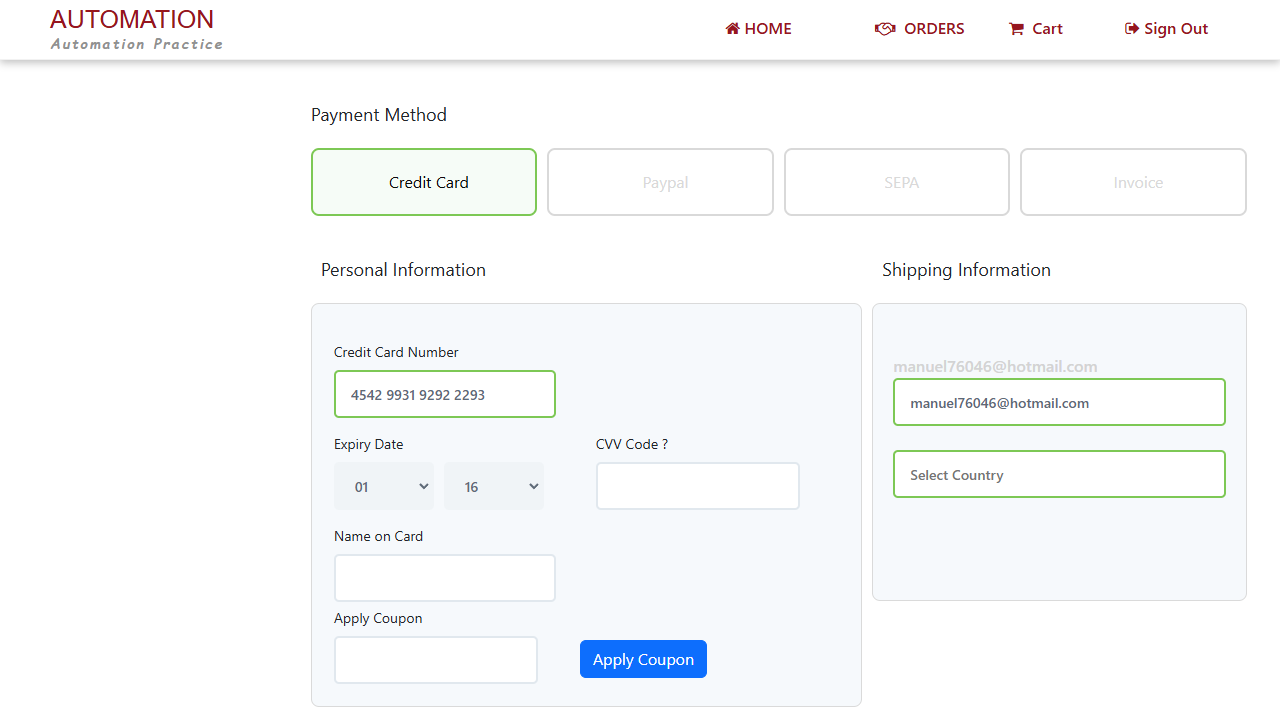 AUTOMATION
Automation Practice
HOME
ORDERS
Cart
Sign Out
Payment Method
Credit Card
Paypal
SEPA
Invoice
Personal Information
Shipping Information
Credit Card Number
4542 9931 9292 2293
Expiry Date
CVV Code ?
01
16
Name on Card
Apply Coupon
Apply Coupon
manuel76046@hotmail.com
manuel76046@hotmail.com
Select Country